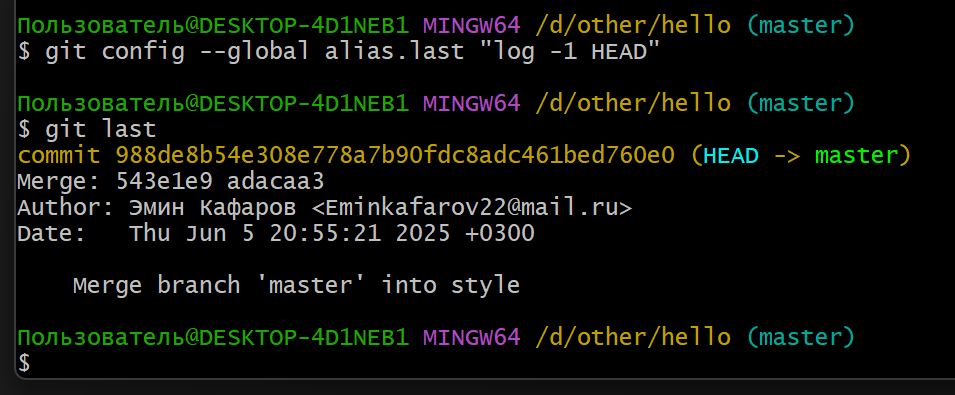 Пользователь@DESKTOP-4D1NEB1 MINGW64 /d/other/hello (master)
$ git config --global alias.last "log -1 HEAD"
Пользователь@DESKTOP-4D1NEB1 MINGW64 /d/other/hello (master)
$ git last
commit 988de8b54e308e778a7b90fdc8adc461bed760e0 (HEAD -> master)
Merge: 543e1e9 adacaa3
Author: Эмин Кафаров <Eminkafarov22@mail.ru>
Date:   Thu Jun 5 20:55:21 2025 +0300
    Merge branch 'master' into style
Пользователь@DESKTOP-4D1NEB1 MINGW64 /d/other/hello (master)
$